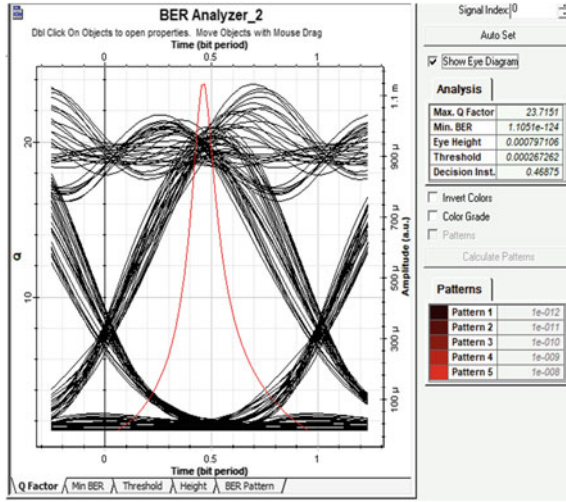 BER Analyzer_2
Dbl Click On Objects to open properties. Move Objects with Mouse Drag
Time (bit period)
0 0.5 1
Q
20
10
1.1 m
900 µ
700 µ
500 µ
300 µ
100 µ
Amplitude (a.u.)
0 0.5 1
Time (bit period)
Q Factor Min BER Threshold Height BER Pattern
Signal Index: 0
Auto Set
Show Eye Diagram
Analysis
Max. Q Factor 23.7151
Min. BER 1.1051e-124
Eye Height 0.000797106
Threshold 0.000267262
Decision Inst. 0.46875
Invert Colors
Color Grade
Patterns
Calculate Patterns
Patterns
Pattern 1 1e-012
Pattern 2 1e-011
Pattern 3 1e-010
Pattern 4 1e-009
Pattern 5 1e-008